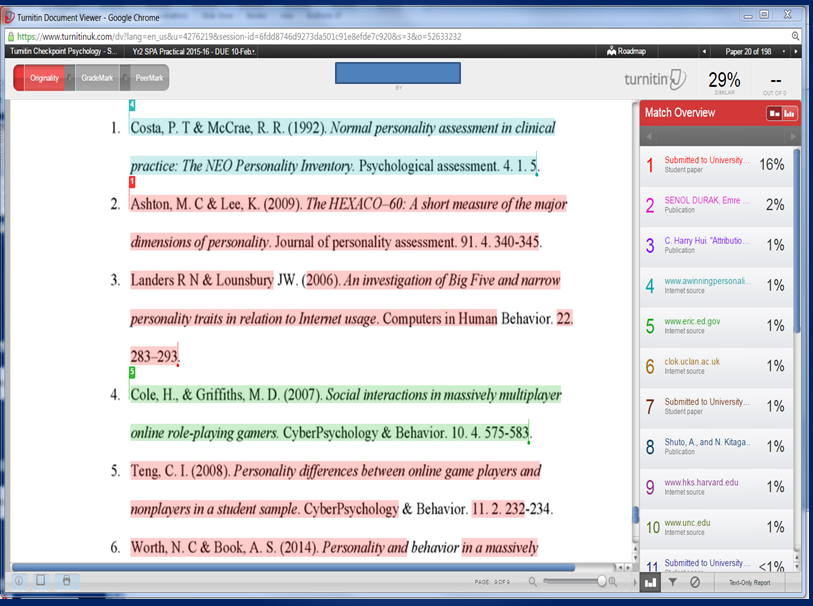 Turnitin Document Viewer - Google Chrome
https://www.turnitinuk.com/dv?lang=en_us&u=4276219&session-id=6fdd8746d9273da501c91e8efde7c920&s=3&o=52633232
Turnitin Checkpoint Psychology - S... Yr2 SPA Practical 2015-16 - DUE 10-Feb. Roadmap Paper 20 of 198
Originality GradeMark PeerMark
BY
turnitin 29% --
SIMILAR OUT OF 0
4
1. Costa, P. T & McCrae, R. R. (1992). Normal personality assessment in clinical
practice: The NEO Personality Inventory. Psychological assessment. 4. 1. 5.
1
2. Ashton, M. C & Lee, K. (2009). The HEXACO–60: A short measure of the major
dimensions of personality. Journal of personality assessment. 91. 4. 340-345.
3. Landers R N & Lounsbury JW. (2006). An investigation of Big Five and narrow
personality traits in relation to Internet usage. Computers in Human Behavior. 22.
283–293.
5
4. Cole, H., & Griffiths, M. D. (2007). Social interactions in massively multiplayer
online role-playing gamers. CyberPsychology & Behavior. 10. 4. 575-583.
5. Teng, C. I. (2008). Personality differences between online game players and
nonplayers in a student sample. CyberPsychology & Behavior. 11. 2. 232-234.
6. Worth, N. C & Book, A. S. (2014). Personality and behavior in a massively
Match Overview
1 Submitted to University... 16%
Student paper
2 SENOL DURAK, Emre ... 2%
Publication
3 C. Harry Hui. "Attributio... 1%
Publication
4 www.awinningpersonali... 1%
Internet source
5 www.eric.ed.gov 1%
Internet source
6 clok.uclan.ac.uk 1%
Internet source
7 Submitted to University... 1%
Student paper
8 Shuto, A., and N. Kitaga.. 1%
Publication
9 www.hks.harvard.edu 1%
Internet source
10 www.unc.edu 1%
Internet source
11 Submitted to University... <1%
PAGE: 9 OF 9
Text-Only Report